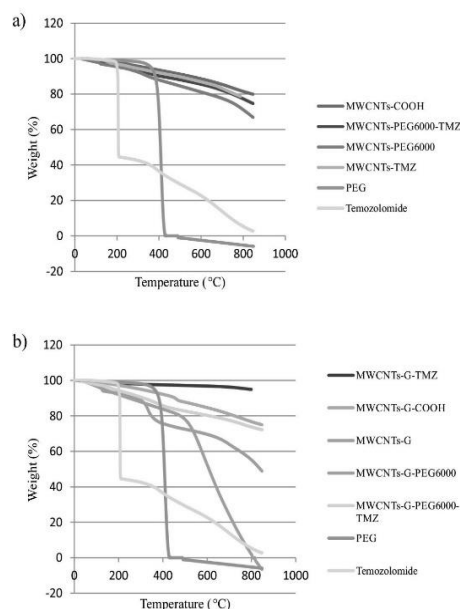 a)
120
100
80
60
40
20
0
-20
Weight (%)
0 200 400 600 800 1000
Temperature (°C)
MWCNTs-COOH
MWCNTs-PEG6000-TMZ
MWCNTs-PEG6000
MWCNTs-TMZ
PEG
Temozolomide
b)
120
100
80
60
40
20
0
-20
Weight (%)
0 200 400 600 800 1000
Temperature (°C)
MWCNTs-G-TMZ
MWCNTs-G-COOH
MWCNTs-G
MWCNTs-G-PEG6000
MWCNTs-G-PEG6000-
TMZ
PEG
Temozolomide